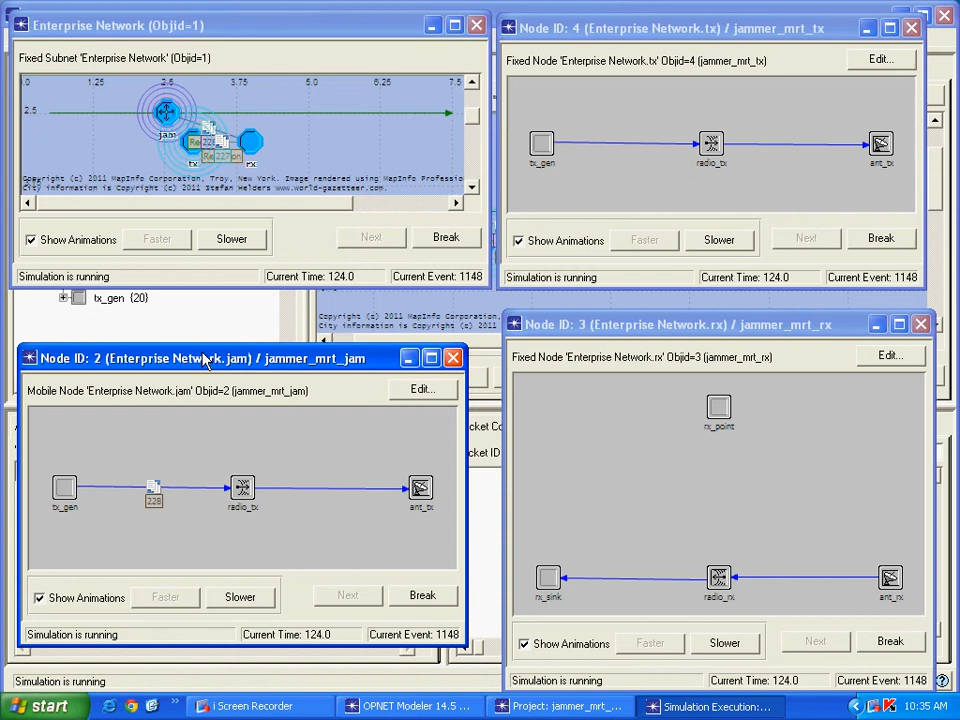 Enterprise Network (Objid=1)
Fixed Subnet 'Enterprise Network' (Objid=1)
.0 1.25 2.5 3.75 5.0 6.25 7.5
2.5
jam
tx rx
227
Copyright (c) 2011 MapInfo Corporation, Troy, New York. Image rendered using MapInfo Professio
City information is Copyright (c) 2011 Stefan Helders www.world-gazetteer.com.
Show Animations Faster Slower Next Break
Simulation is running Current Time: 124.0 Current Event: 1148
Node ID: 4 (Enterprise Network.tx) / jammer_mrt_tx
Fixed Node 'Enterprise Network.tx' Objid=4 (jammer_mrt_tx)
Edit...
tx_gen radio_tx ant_tx
Show Animations Faster Slower Next Break
Simulation is running Current Time: 124.0 Current Event: 1148
tx_gen {20}
Copyright (c) 2011 MapInfo Corporation,
City information is Copyright (c) 2011
Node ID: 2 (Enterprise Network.jam) / jammer_mrt_jam
Mobile Node 'Enterprise Network.jam' Objid=2 (jammer_mrt_jam)
Edit...
228
tx_gen radio_tx ant_tx
Show Animations Faster Slower Next Break
Simulation is running Current Time: 124.0 Current Event: 1148
cket Co
cket ID
Node ID: 3 (Enterprise Network.rx) / jammer_mrt_rx
Fixed Node 'Enterprise Network.rx' Objid=3 (jammer_mrt_rx)
Edit...
rx_point
rx_sink radio_rx ant_rx
Show Animations Faster Slower Next Break
Simulation is running Current Time: 124.0 Current Event: 1148
Simulation is running
start
i Screen Recorder
OPNET Modeler 14.5 ...
Project: jammer_mrt_...
Simulation Execution:...
10:35 AM